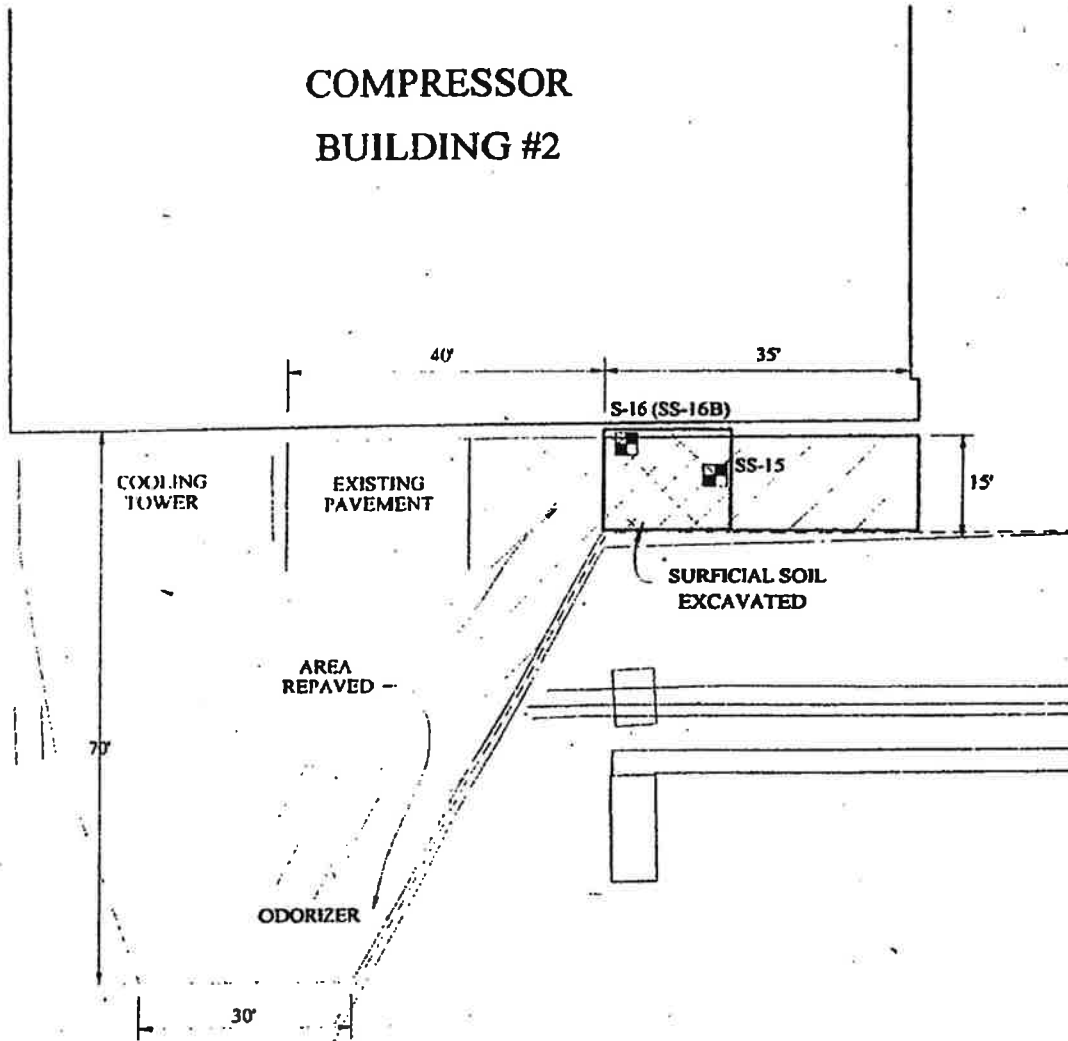 COMPRESSOR
BUILDING #2
40'
35'
S-16 (SS-16B)
SS-15
15'
COOLING
TOWER
EXISTING
PAVEMENT
SURFICIAL SOIL
EXCAVATED
AREA
REPAVED
70'
ODORIZER
30'